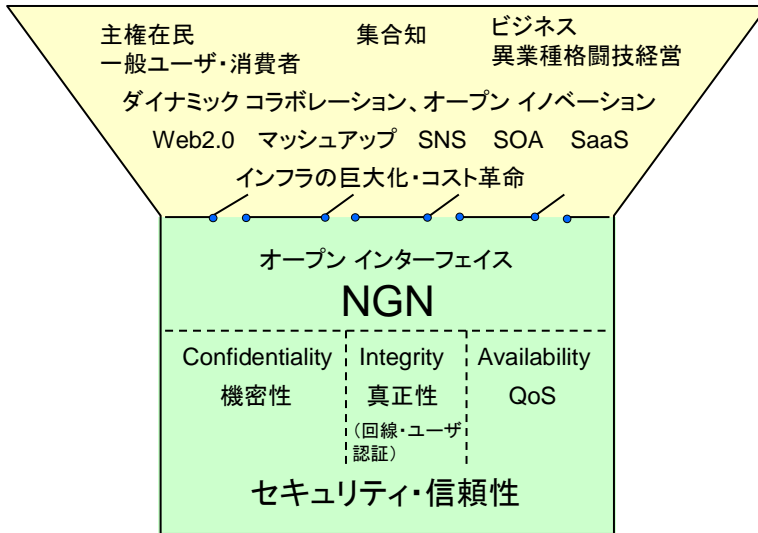 主権在民
一般ユーザ・消費者
集合知
ビジネス
異業種格闘技経営
ダイナミック コラボレーション、オープン イノベーション
Web2.0 マッシュアップ SNS SOA SaaS
インフラの巨大化・コスト革命
オープン インターフェイス
NGN
Confidentiality
機密性
Integrity
真正性
(回線・ユーザ
認証)
Availability
QoS
セキュリティ・信頼性